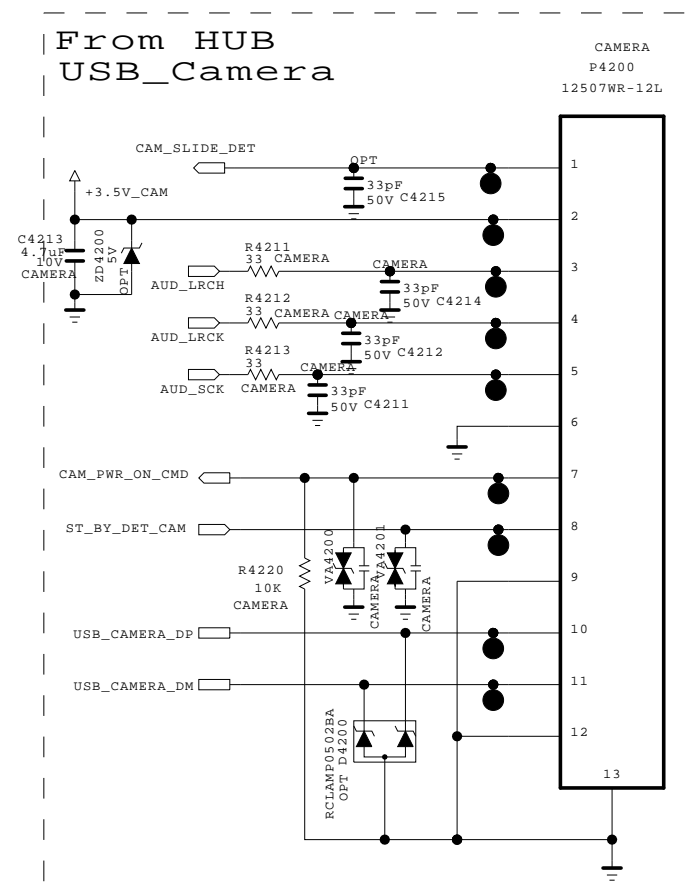 From HUB
USB_Camera
CAMERA
P4200
12507WR-12L
CAM_SLIDE_DET
OPT
1
33pF
50V C4215
+3.5V_CAM
2
C4213
4.7uF
10V
CAMERA
ZD4200
5V
OPT
R4211
33 CAMERA
CAMERA
3
AUD_LRCH
33pF
50V C4214
R4212
33 CAMERA
CAMERA
4
AUD_LRCK
33pF
50V C4212
R4213
33
CAMERA
CAMERA
5
AUD_SCK
33pF
50V C4211
6
CAM_PWR_ON_CMD
7
ST_BY_DET_CAM
8
VA4200
CAMERA
VA4201
CAMERA
R4220
10K
CAMERA
9
USB_CAMERA_DP
10
USB_CAMERA_DM
11
RCLAMP0502BA
OPT D4200
12
13